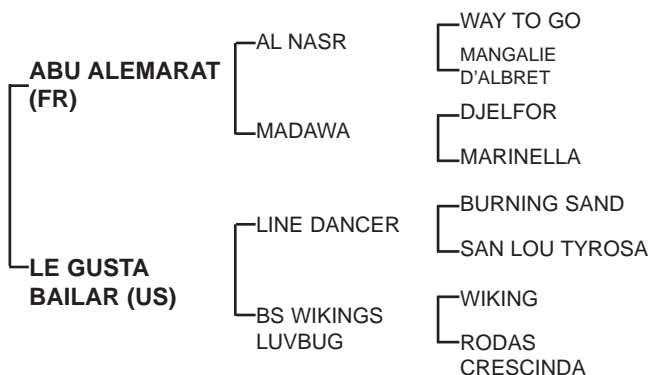 ABU ALEMARAT
(FR)
AL NASR
WAY TO GO
MANGALIE
D'ALBRET
MADAWA
DJELFOR
MARINELLA
LE GUSTA
BAILAR (US)
LINE DANCER
BURNING SAND
SAN LOU TYROSA
BS WIKINGS
LUVBUG
WIKING
RODAS
CRESCINDA